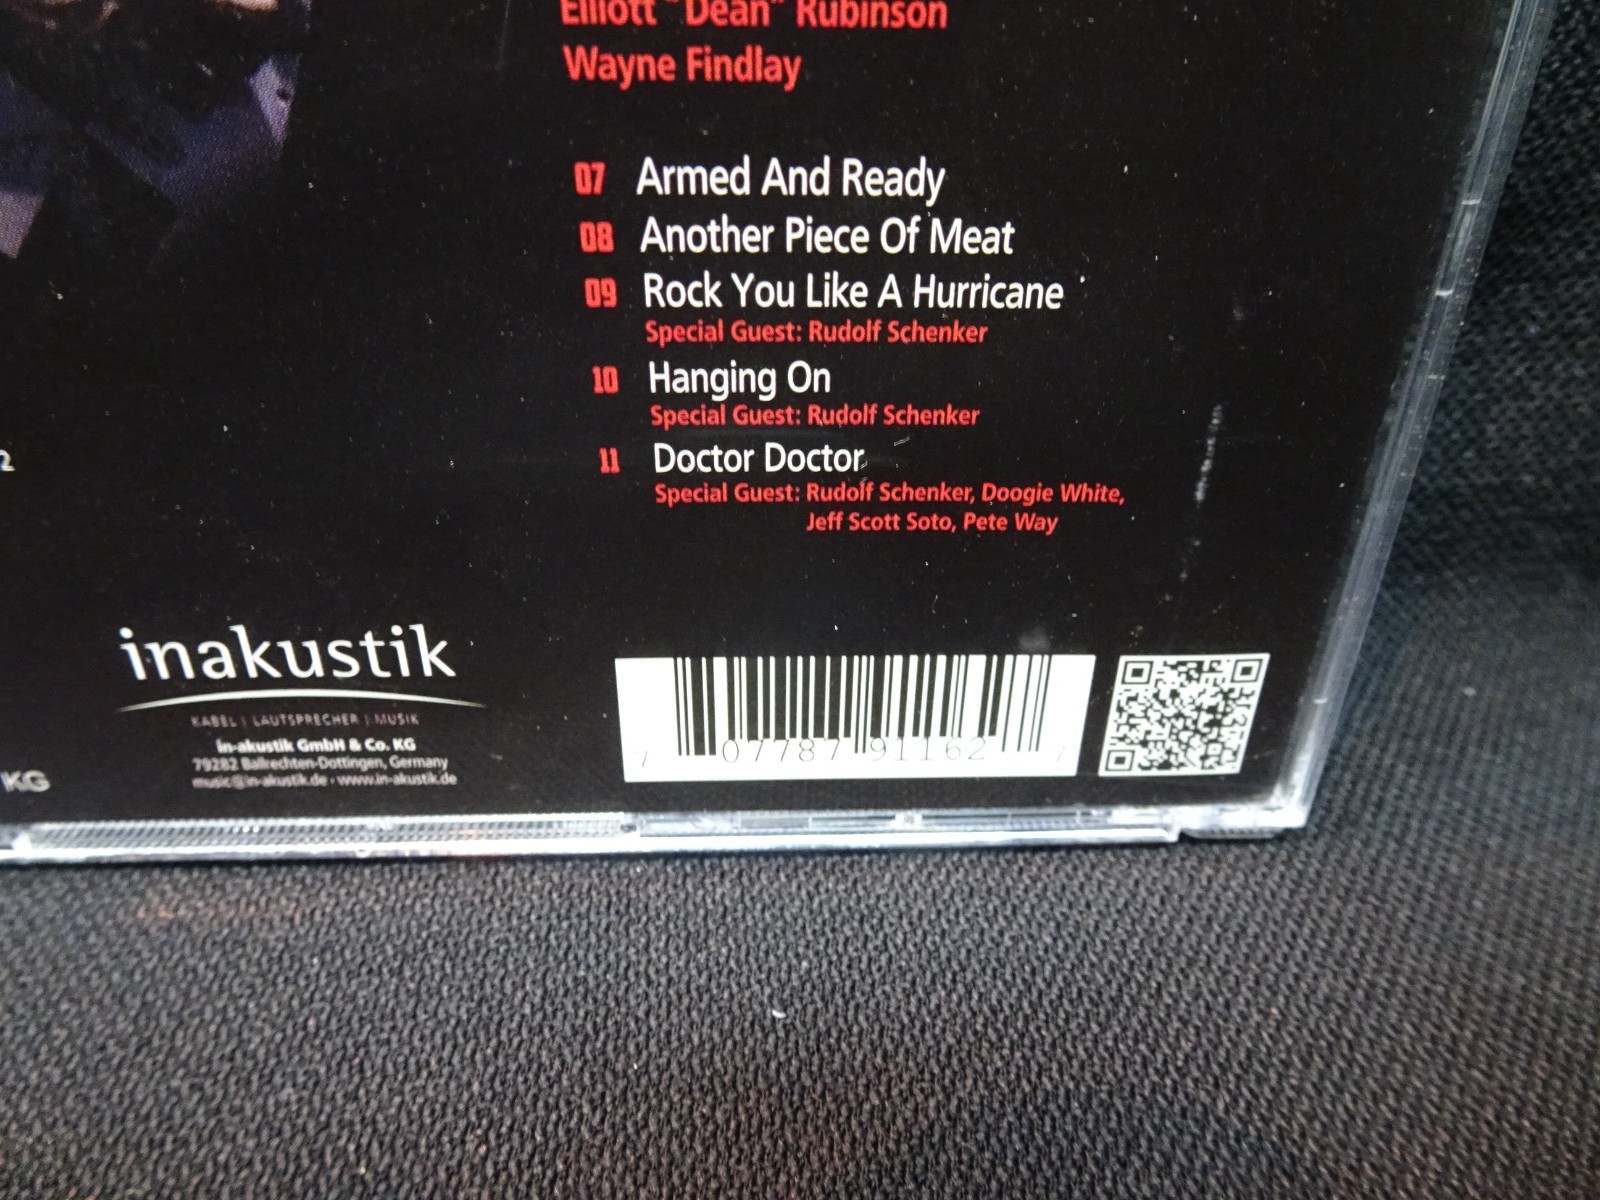 Elliott "Dean" Rubinson
Wayne Findlay
07 Armed And Ready
08 Another Piece Of Meat
09 Rock You Like A Hurricane
Special Guest: Rudolf Schenker
10 Hanging On
Special Guest: Rudolf Schenker
11 Doctor Doctor
Special Guest: Rudolf Schenker, Doogie White,
Jeff Scott Soto, Pete Way
2
inakustik
KABEL | LAUTSPRECHER | MUSIK
in-akustik GmbH & Co. KG
79282 Ballrechten-Dottingen, Germany
music@in-akustik.de · www.in-akustik.de
KG
7 07787 91162 7